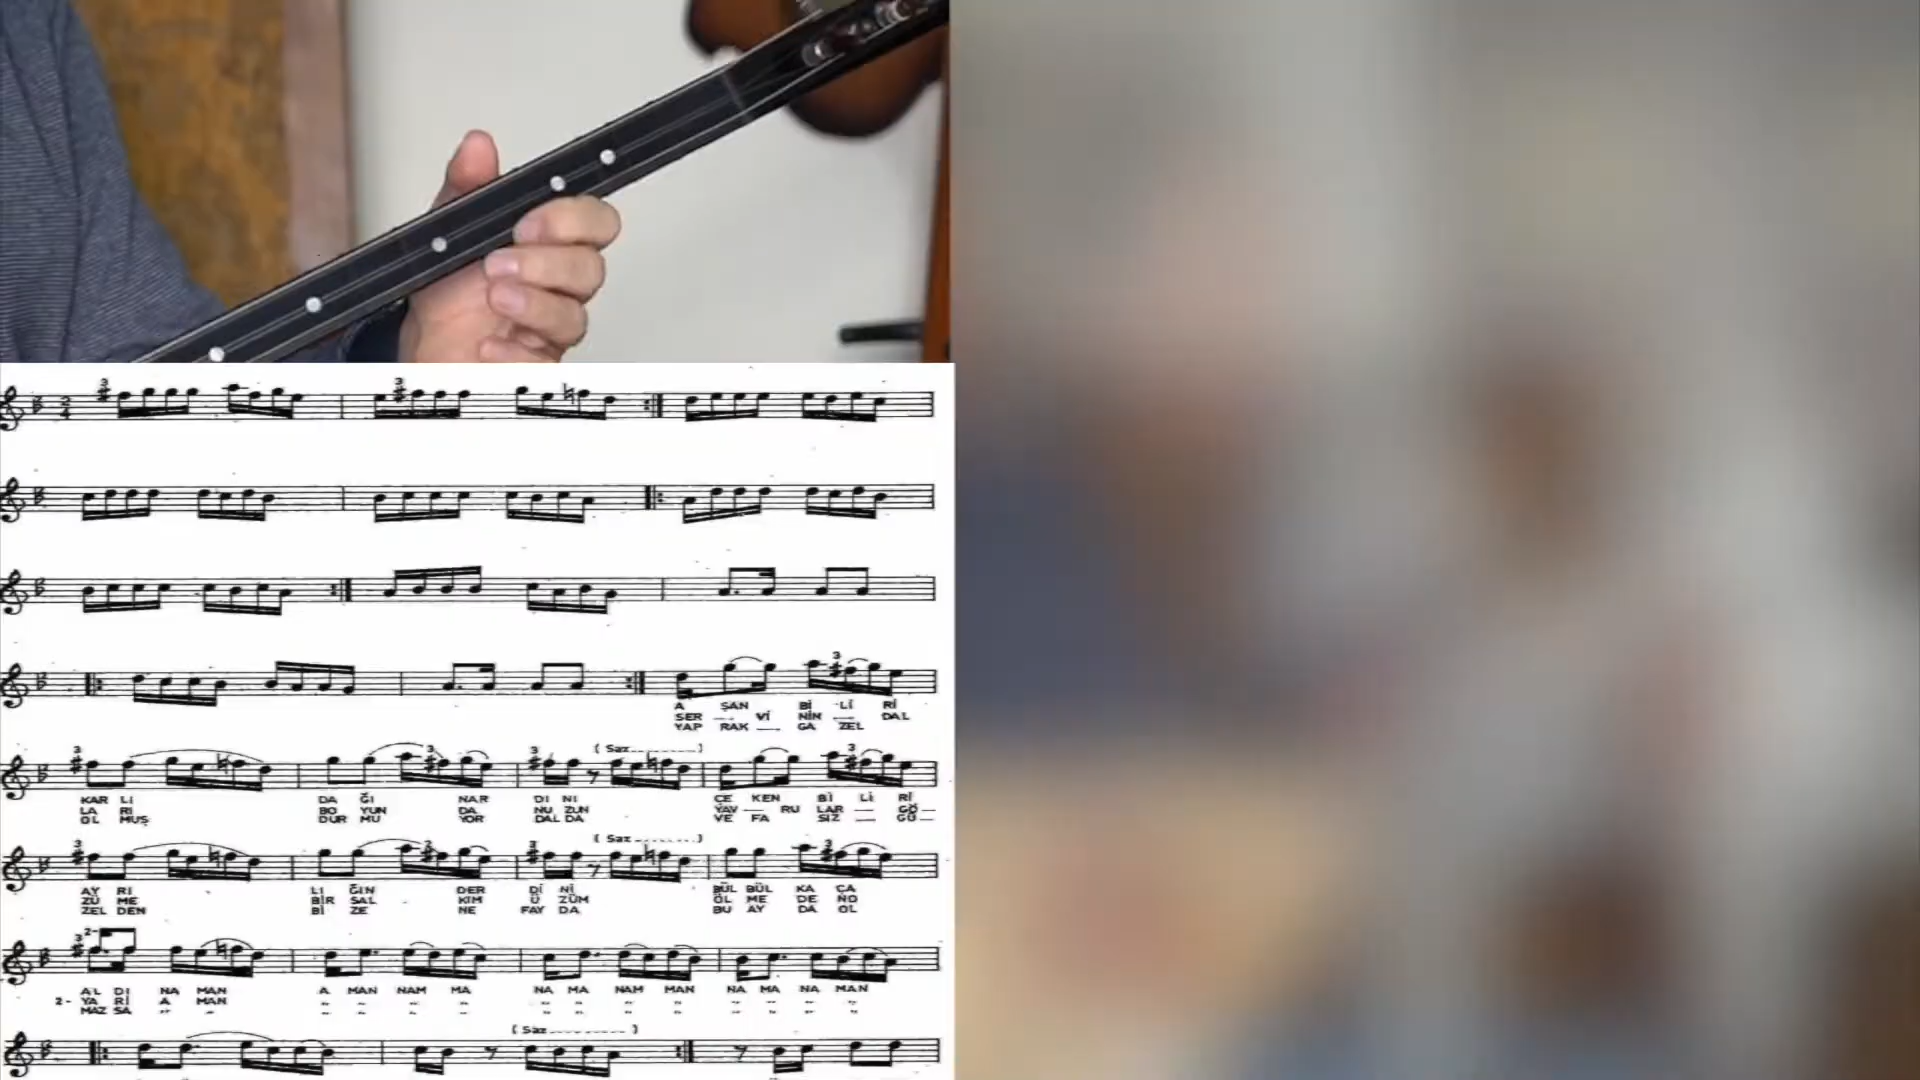 A ŞAN Bİ Lİ Rİ
SER — Vİ NİN — DAL
YAP RAK — GA ZEL
( Saz............)
KAR LI DA ĞI NAR DI NI ÇE KEN Bİ Lİ Rİ
LA RI BO YUN DA NU ZUN YAV — RU LAR — GÖ—
OL MUŞ DUR MU YOR DAL DA VE FA SIZ — GÜ—
( Saz............)
AY RI LI ĞIN DER Dİ Nİ BÜL BÜL KA ÇA
ZÜ ME BİR SAL KIM Ü ZÜM ÖL ME DE NO
ZEL DEN Bİ ZE NE FAY DA BU AY DA OL
AL DI NA MAN A MAN NAM MA NA MA NAM MAN NA MA NA MAN
2 - YA Rİ A MAN " " " " " " " " " " " "
MAZ SA " " " " " " " " " " " " " "
( Saz............)